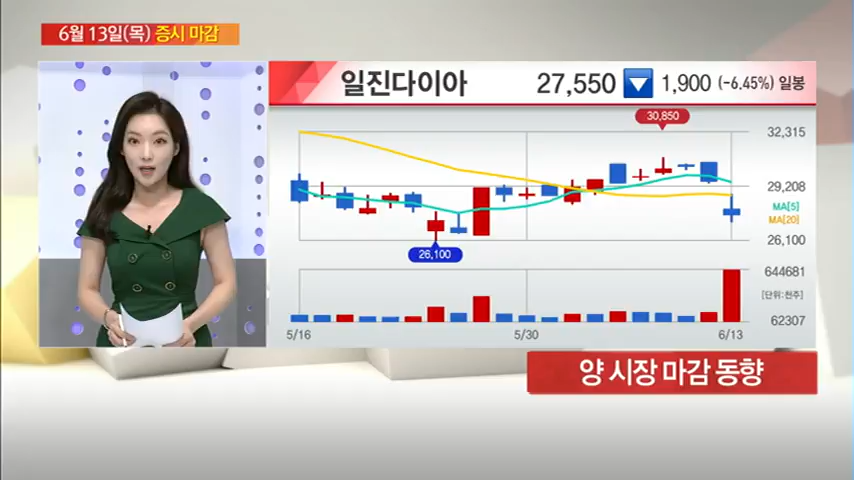 6월 13일(목) 증시 마감
일진다이아 27,550 ▼ 1,900 (-6.45%) 일봉
30,850
32,315
29,208
MA[5]
MA[20]
26,100
26,100
644681
[단위:천주]
62307
5/16 5/30 6/13
양 시장 마감 동향